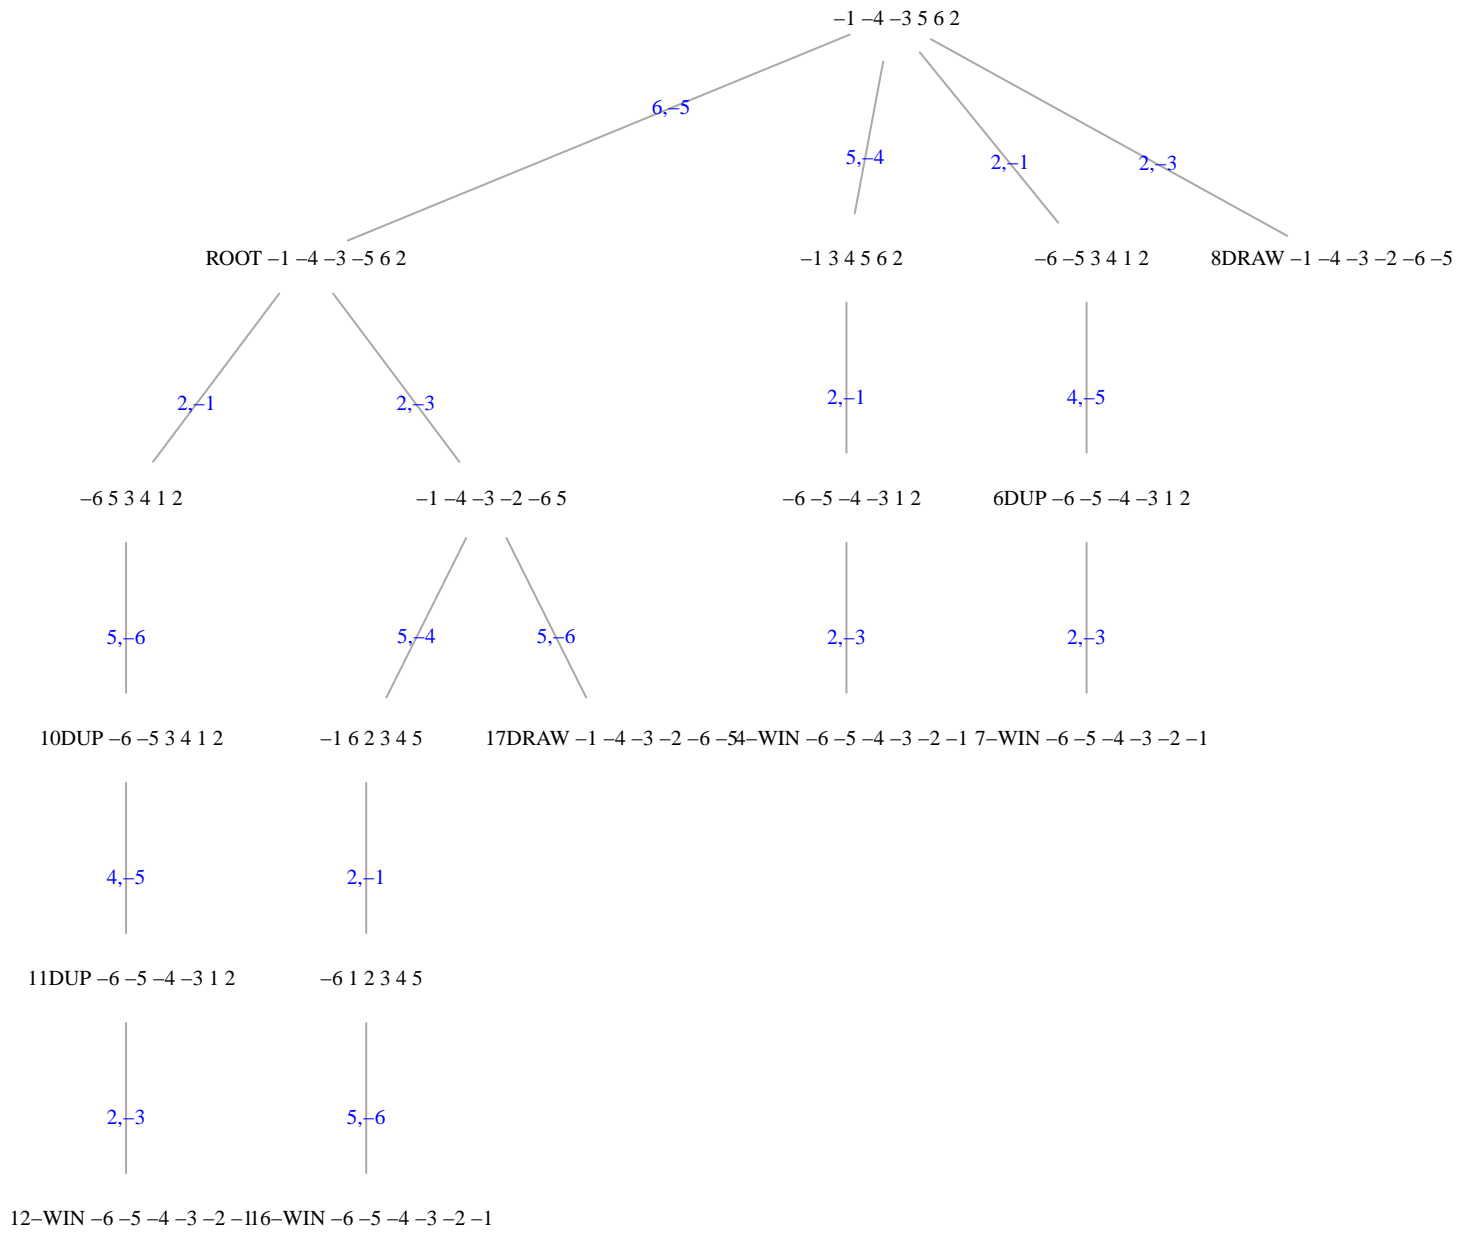 –1 –4 –3 5 6 2
6,–5
5,–4
2,–1
2,–3
ROOT –1 –4 –3 –5 6 2
–1 3 4 5 6 2
–6 –5 3 4 1 2
8DRAW –1 –4 –3 –2 –6 –5
2,–1
2,–3
2,–1
4,–5
–6 5 3 4 1 2
–1 –4 –3 –2 –6 5
–6 –5 –4 –3 1 2
6DUP –6 –5 –4 –3 1 2
5,–6
5,–4
5,–6
2,–3
2,–3
10DUP –6 –5 3 4 1 2
–1 6 2 3 4 5
17DRAW –1 –4 –3 –2 –6 –5
4–WIN –6 –5 –4 –3 –2 –1
7–WIN –6 –5 –4 –3 –2 –1
4,–5
2,–1
11DUP –6 –5 –4 –3 1 2
–6 1 2 3 4 5
2,–3
5,–6
12–WIN –6 –5 –4 –3 –2 –1
16–WIN –6 –5 –4 –3 –2 –1